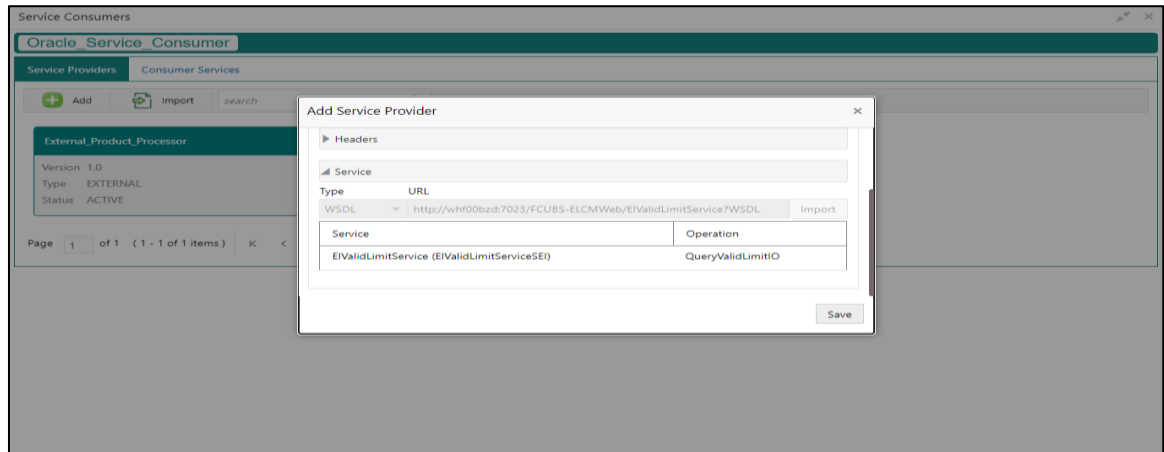 Service Consumers
Oracle_Service_Consumer
Service Providers Consumer Services
Add Import search
External_Product_Processor
Version 1.0
Type EXTERNAL
Status ACTIVE
Page 1 of 1 (1 - 1 of 1 items)
Add Service Provider
Headers
Service
Type URL
WSDL http://whf00bzd:7023/FCUBS-ELCMWeb/ElValidLimitService?WSDL Import
Service Operation
ElValidLimitService (ElValidLimitServiceSEI) QueryValidLimitIO
Save